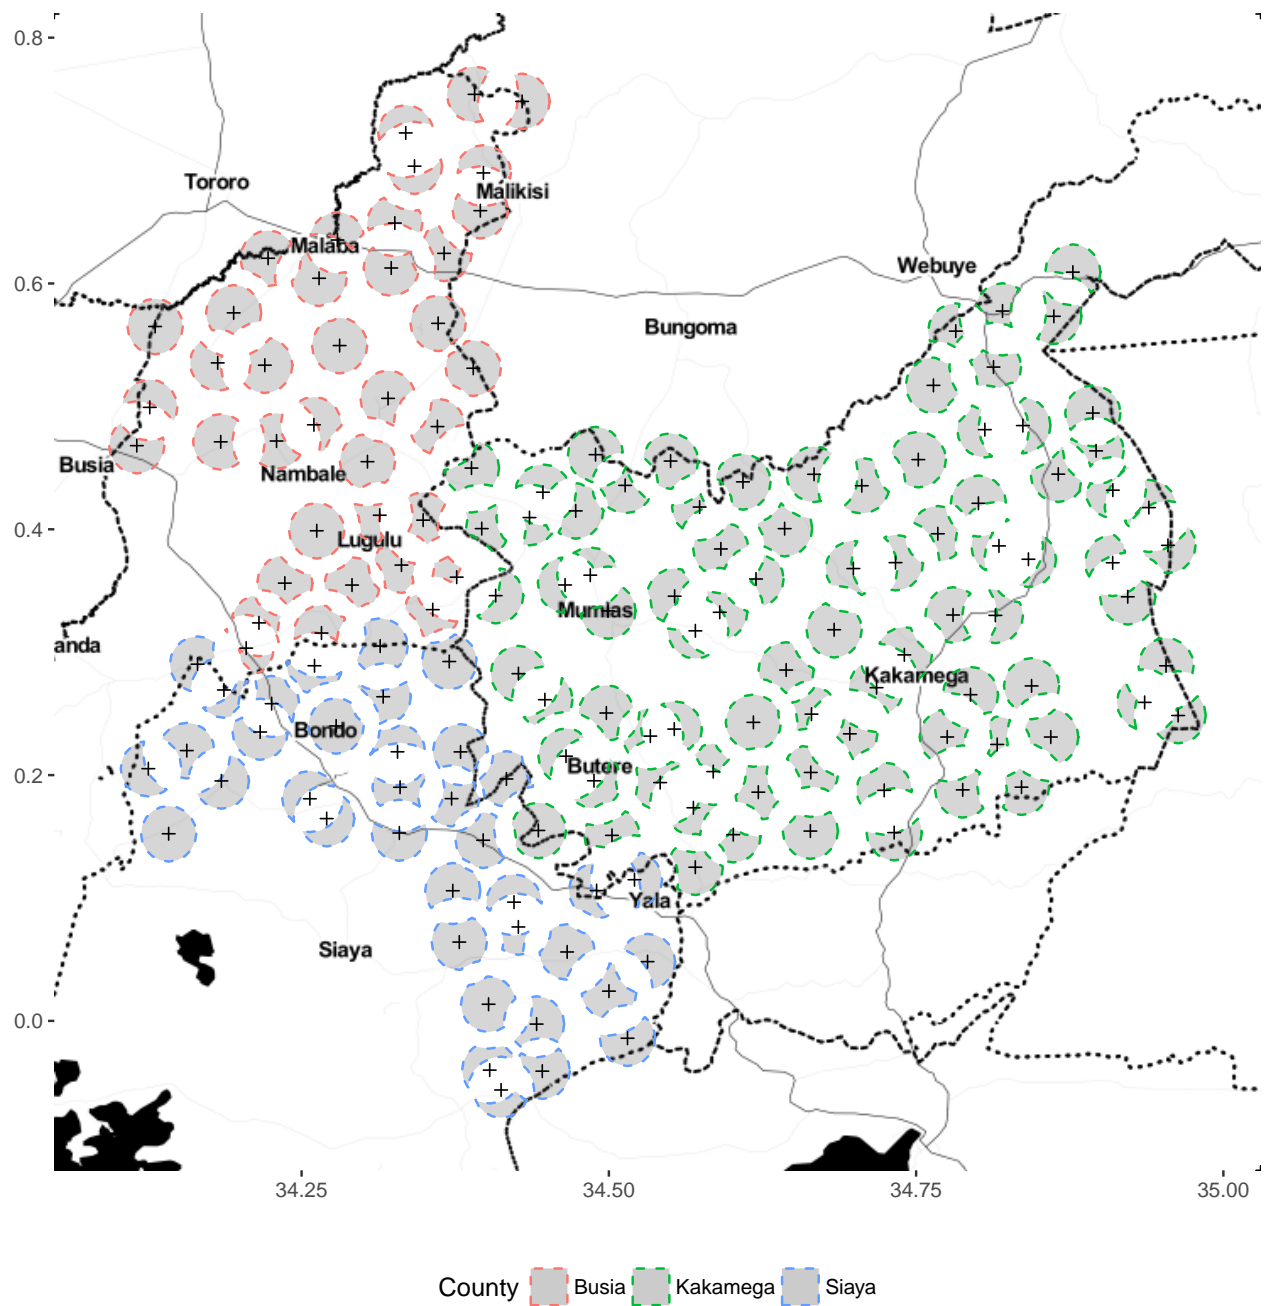 0.8
Tororo
Malikisi
Malaba
Webuye
0.6
Bungoma
Busia
Nambale
0.4
Lugulu
Mumias
anda
Kakamega
Bondo
Butere
0.2
Yala
Siaya
0.0
34.25 34.50 34.75 35.00
County Busia Kakamega Siaya